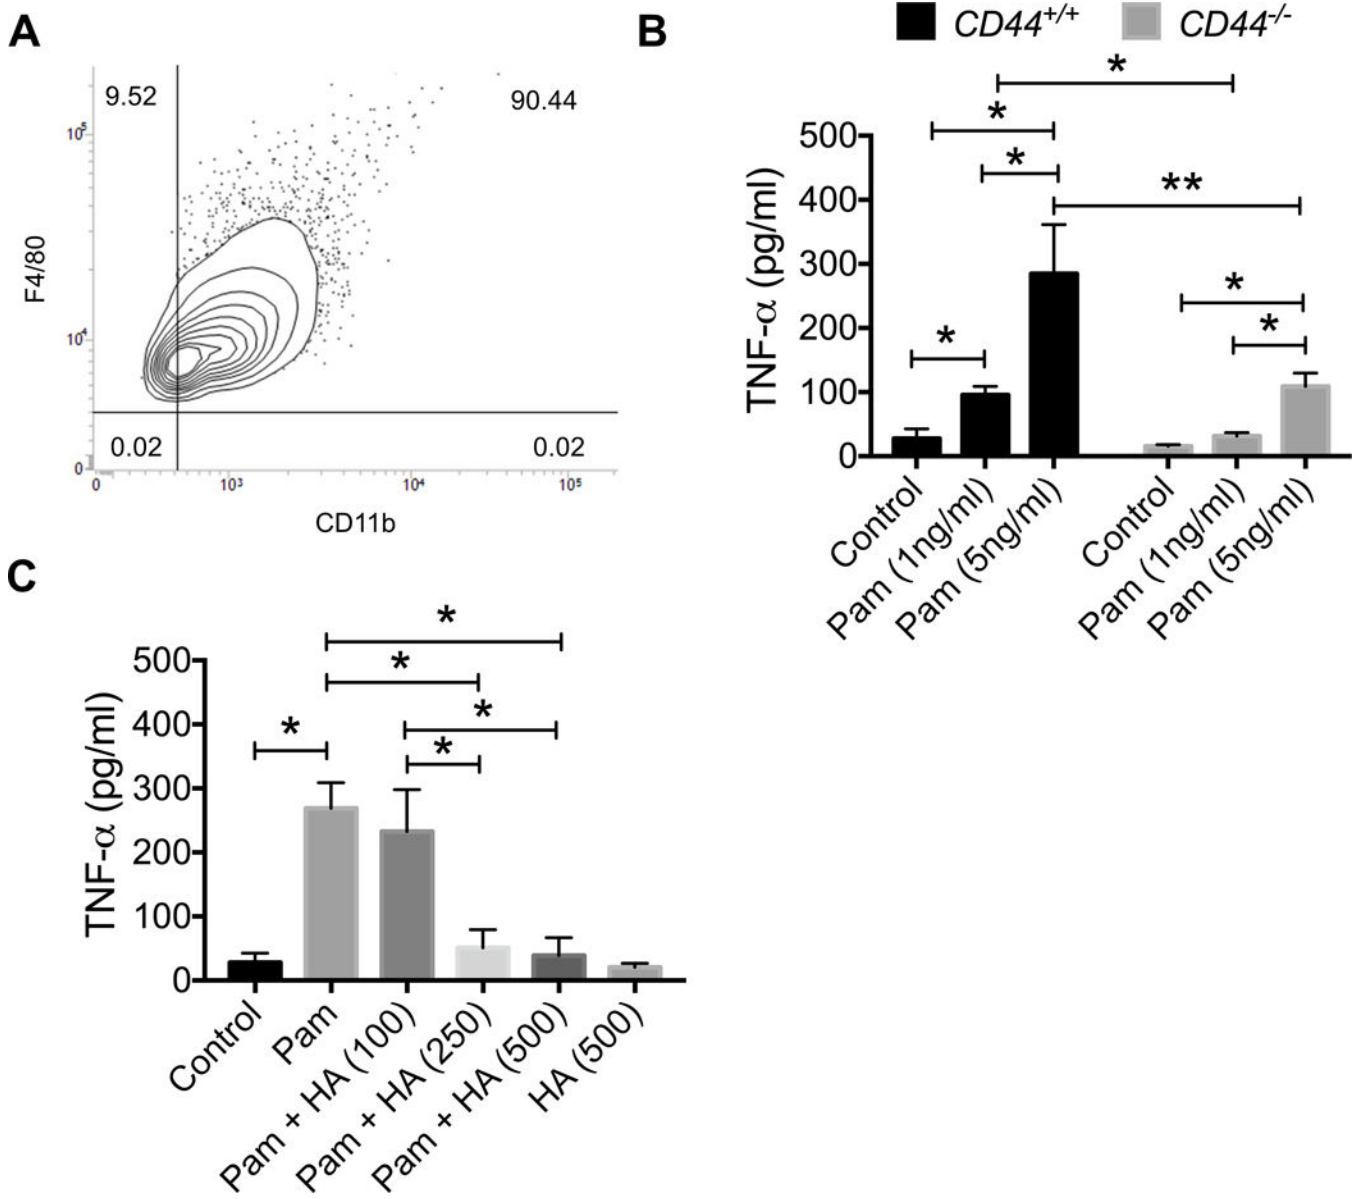 A
9.52
90.44
10⁵
10⁴
0
F4/80
0.02
0.02
0
10³
10⁴
10⁵
CD11b
B
CD44+/+
CD44-/-
*
*
*
**
*
*
*
500
400
300
200
100
0
TNF-α (pg/ml)
Control
Pam (1ng/ml)
Pam (5ng/ml)
Control
Pam (1ng/ml)
Pam (5ng/ml)
C
*
*
*
*
*
500
400
300
200
100
0
TNF-α (pg/ml)
Control
Pam
Pam + HA (100)
Pam + HA (250)
Pam + HA (500)
HA (500)